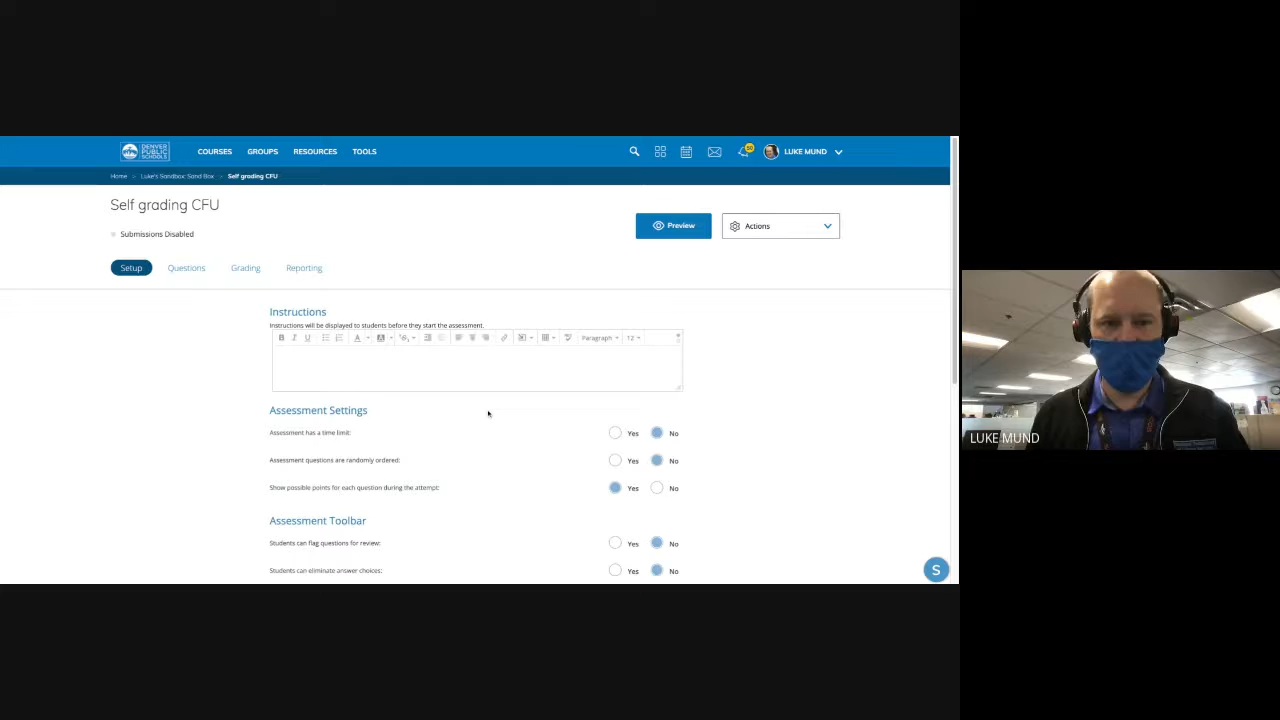 DENVER PUBLIC SCHOOLS
COURSES GROUPS RESOURCES TOOLS
50
LUKE MUND
Home > Luke's Sandbox: Sand Box > Self grading CFU
Self grading CFU
Preview
Actions
Submissions Disabled
Setup Questions Grading Reporting
Instructions
Instructions will be displayed to students before they start the assessment.
B I U A A Paragraph 12
Assessment Settings
Assessment has a time limit: Yes No
Assessment questions are randomly ordered: Yes No
Show possible points for each question during the attempt: Yes No
Assessment Toolbar
Students can flag questions for review: Yes No
Students can eliminate answer choices: Yes No
S
LUKE MUND